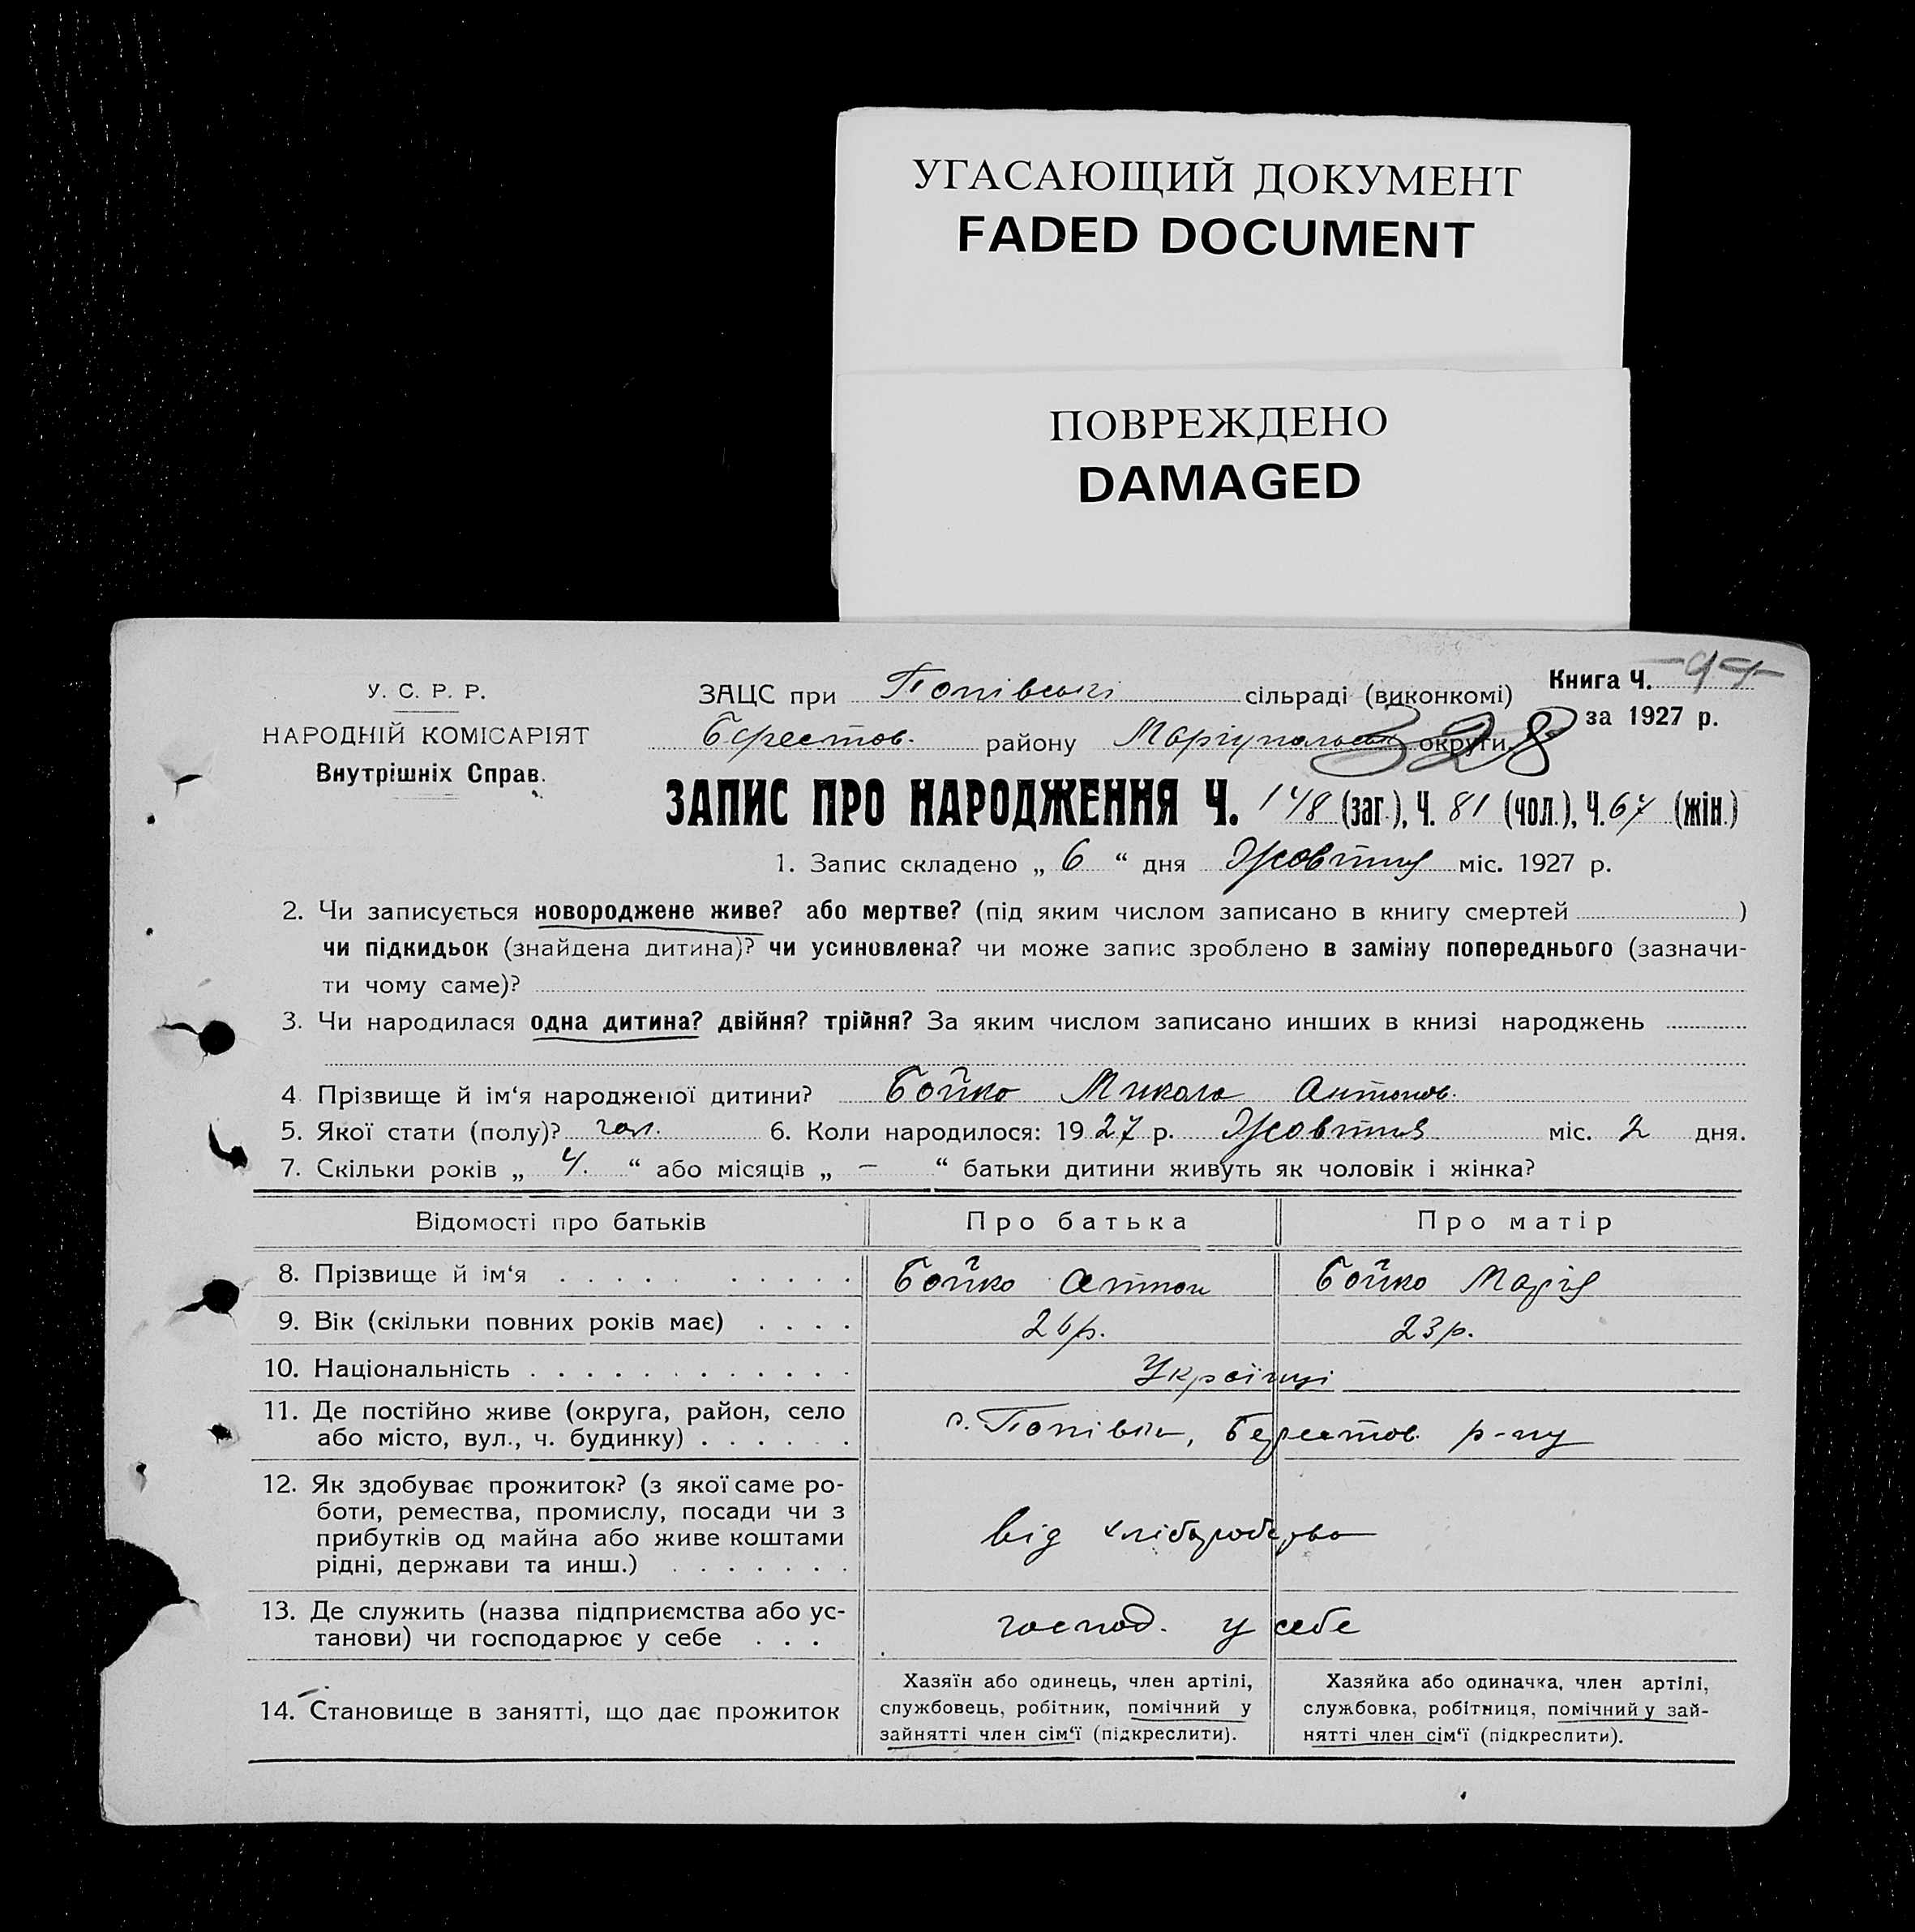 УГАСАЮЩИЙ ДОКУМЕНТ
FADED DOCUMENT
ПОВРЕЖДЕНО
DAMAGED
У. С. Р. Р.
НАРОДНІЙ КОМІСАРІЯТ
Внутрішніх Справ.
ЗАЦС при Попівській сільраді (виконкомі)
Книга Ч.
за 1927 р.
Берестов. району Маріупольськ округи.
328
ЗАПИС ПРО НАРОДЖЕННЯ Ч. 148 (заг.), Ч. 81 (чол.), Ч. 67 (жін.)
1. Запис складено „ 6 “ дня Жовтня міс. 1927 р.
2. Чи записується новороджене живе? або мертве? (під яким числом записано в книгу смертей )
чи підкидьок (знайдена дитина)? чи усиновлена? чи може запис зроблено в заміну попереднього (зазначи-
ти чому саме)?
3. Чи народилася одна дитина? двійня? трійня? За яким числом записано инших в книзі народжень
4. Прізвище й ім‘я народженої дитини? Бойко Микола Антонов.
5. Якої стати (полу)? чол. 6. Коли народилося: 1927 р. Жовтня міс. 2 дня.
7. Скільки років „ 4. “ або місяців „ – “ батьки дитини живуть як чоловік і жінка?
Відомості про батьків Про батька Про матір
8. Прізвище й ім‘я Бойко Антон Бойко Марія
9. Вік (скільки повних років має) 26р. 23р.
10. Національність Українці
11. Де постійно живе (округа, район, село
або місто, вул., ч. будинку)
с. Попівка, Берестов. р-ну
12. Як здобуває прожиток? (з якої саме ро-
боти, ремества, промислу, посади чи з
прибутків од майна або живе коштами
рідні, держави та инш.)
від хліборобства
13. Де служить (назва підприємства або ус-
танови) чи господарює у себе
господ. у себе
14. Становище в занятті, що дає прожиток
Хазяїн або одинець, член артілі,
службовець, робітник, помічний у
зайнятті член сім‘ї (підкреслити).
Хазяйка або одиначка, член артілі,
службовка, робітниця, помічний у зай-
нятті член сім‘ї (підкреслити).